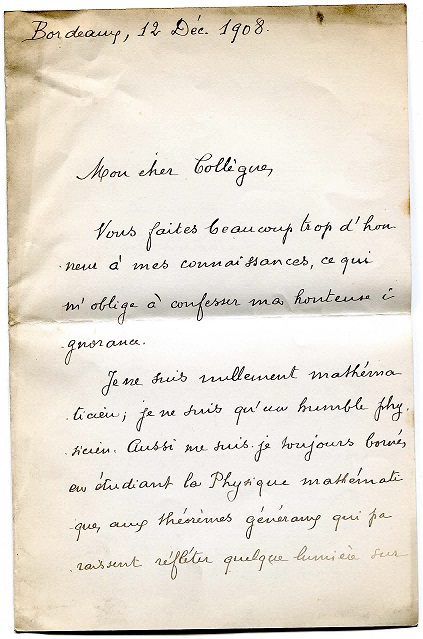 Bordeaux, 12 Déc. 1908.
Mon cher Collègue,
Vous faites beaucoup trop d'hon
neur à mes connaissances, ce qui
m'oblige à confesser ma honteuse i
gnorance.
Je ne suis nullement mathéma
ticien; je ne suis qu'un humble phy.
sicien. Aussi me suis-je toujours borné,
en étudiant la Physique mathémati
que, aux théorèmes généraux qui pa
raissent réfléter quelque lumière sur